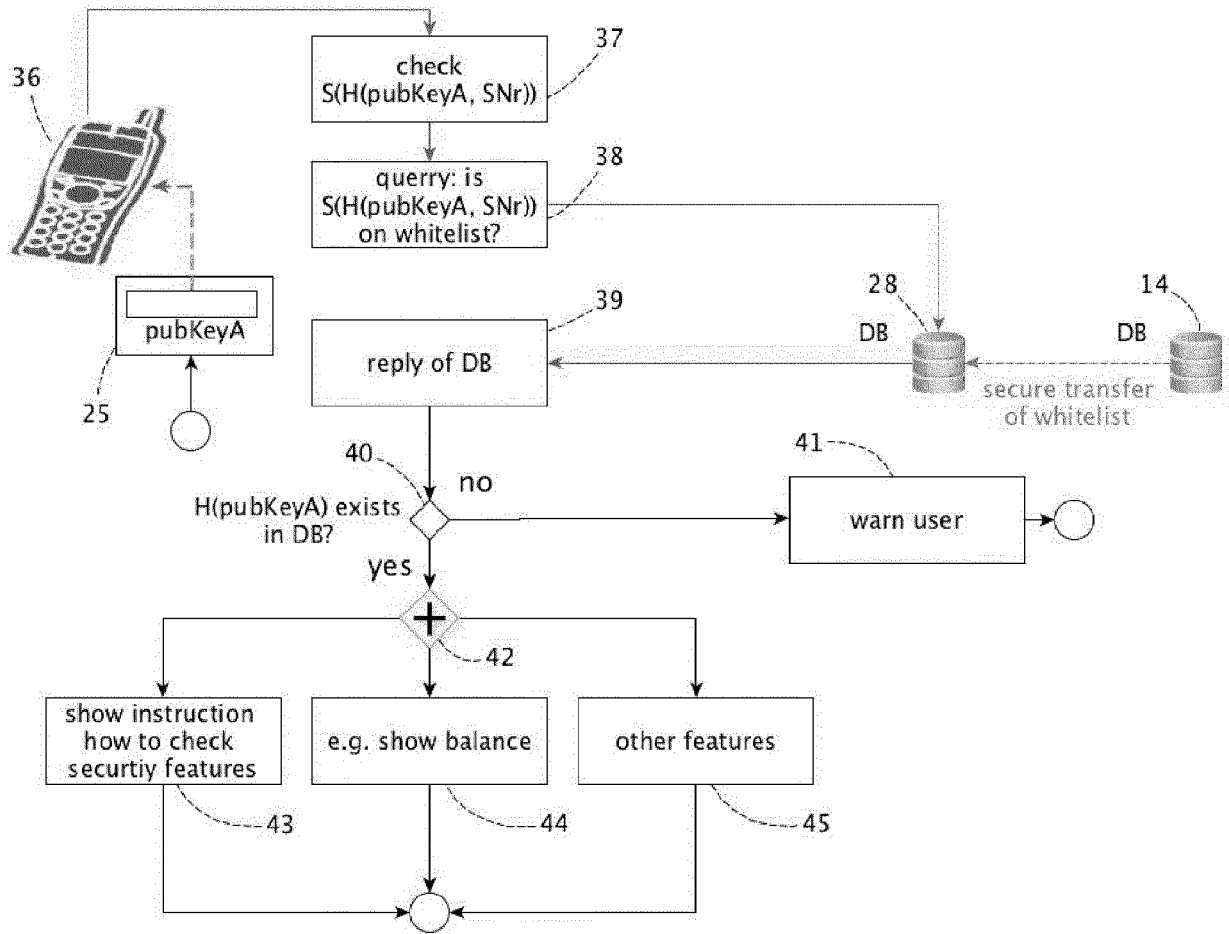 37
check
S(H(pubKeyA, SNr))
36
38
querry: is
S(H(pubKeyA, SNr))
on whitelist?
39
28
14
pubKeyA
reply of DB
DB
DB
secure transfer
of whitelist
25
40
no
41
H(pubKeyA) exists
in DB?
warn user
yes
42
show instruction
how to check
securtiy features
e.g. show balance
other features
43
44
45